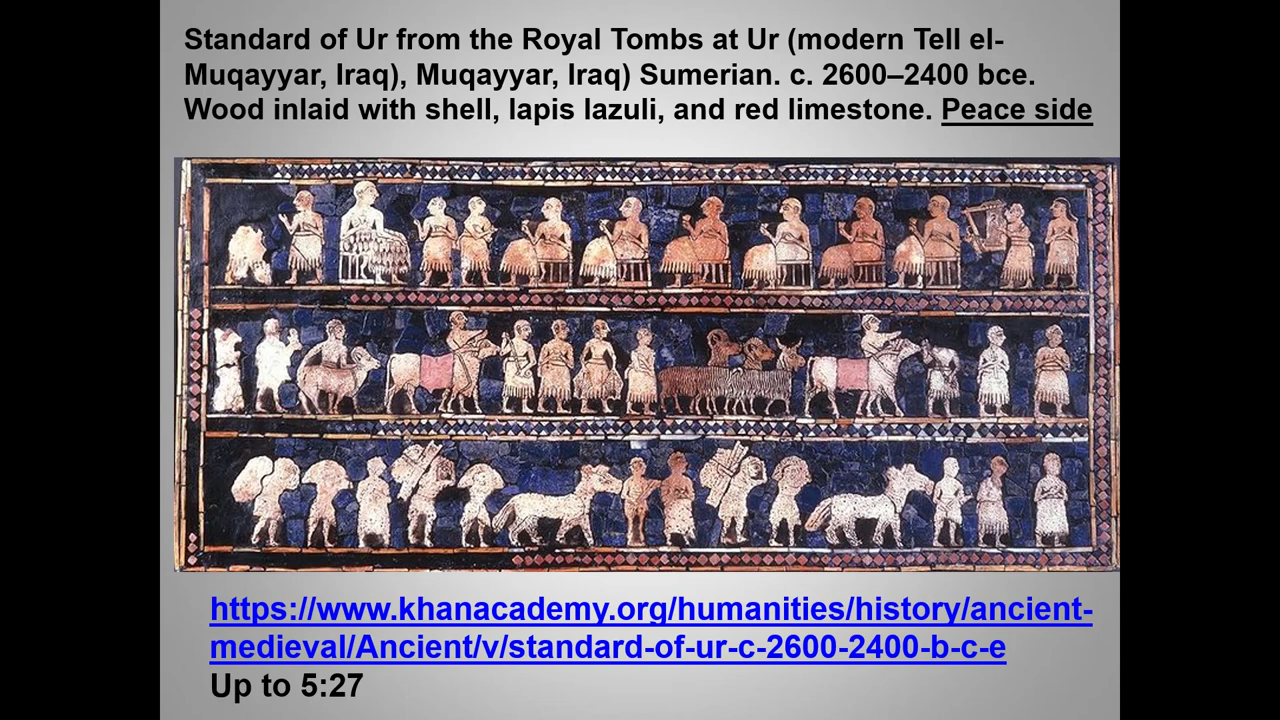 Standard of Ur from the Royal Tombs at Ur (modern Tell el-
Muqayyar, Iraq), Muqayyar, Iraq) Sumerian. c. 2600–2400 bce.
Wood inlaid with shell, lapis lazuli, and red limestone. Peace side
https://www.khanacademy.org/humanities/history/ancient-
medieval/Ancient/v/standard-of-ur-c-2600-2400-b-c-e
Up to 5:27